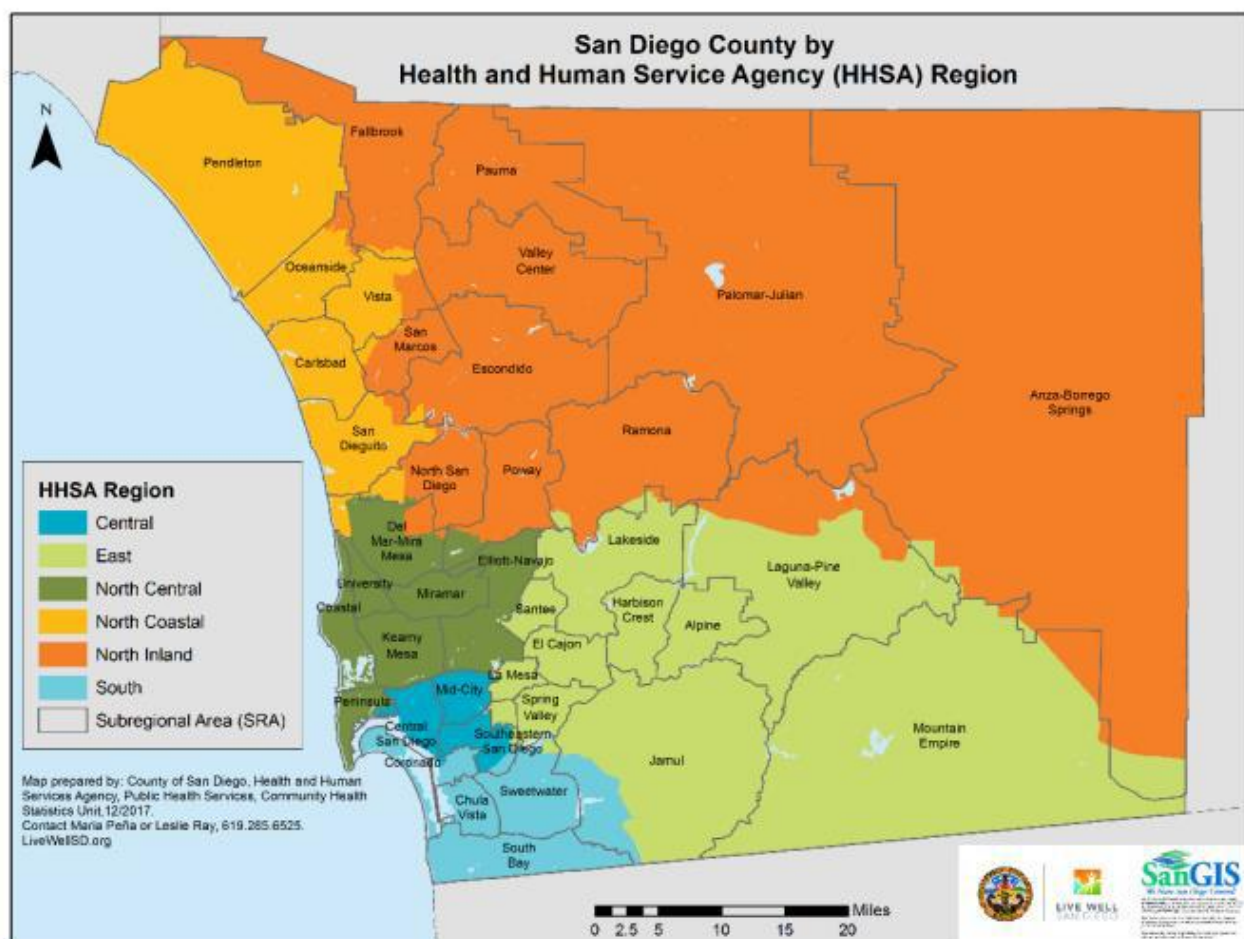 San Diego County by
Health and Human Service Agency (HHSA) Region
N
Fallbrook
Pendleton
Pauma
Valley
Center
Oceanside
Vista
Palomar-Julian
San
Marcos
Carlsbad
Escondido
Anza-Borrego
Springs
San
Dieguito
Ramona
North San
Diego
Poway
HHSA Region
Central
East
North Central
North Coastal
North Inland
South
Subregional Area (SRA)
Del
Mar-Mira
Mesa
Elliott-Navajo
Lakeside
Laguna-Pine
Valley
University
Miramar
Coastal
Santee
Harbison
Crest
Alpine
Kearny
Mesa
El Cajon
La Mesa
Mid-City
Peninsula
Spring
Valley
Central
San Diego
Southeastern
San Diego
Coronado
Jamul
Mountain
Empire
Chula
Vista
Sweetwater
South
Bay
Map prepared by: County of San Diego, Health and Human
Services Agency, Public Health Services, Community Health
Statistics Unit,12/2017.
Contact Maria Peña or Leslie Ray, 619.285.6525.
LiveWellSD.org
Miles
0 2.5 5 10 15 20
LIVE WELL
SAN DIEGO
SanGIS